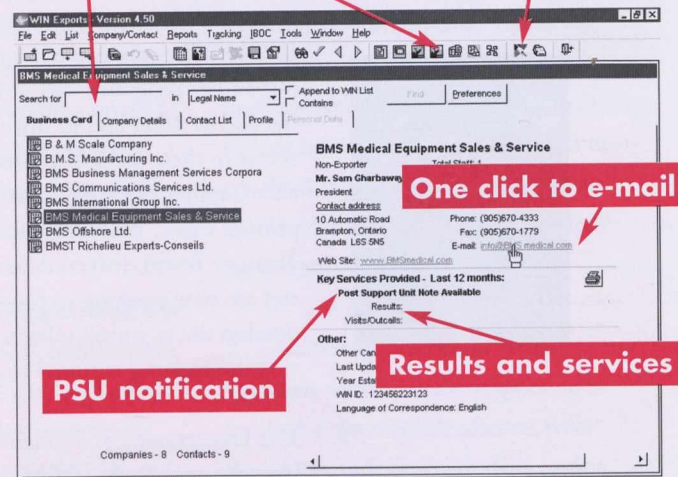 WIN Exports - Version 4.50
File Edit List Company/Contact Reports Tracking IBOC Tools Window Help
BMS Medical Equipment Sales & Service
Search for in Legal Name Append to WIN List Find Preferences
Contains
Business Card Company Details Contact List Profile Personal Data
B & M Scale Company
B.M.S. Manufacturing Inc.
BMS Business Management Services Corpora
BMS Communications Services Ltd.
BMS International Group Inc.
BMS Medical Equipment Sales & Service
BMS Offshore Ltd.
BMST Richelieu Experts-Conseils
Companies - 8 Contacts - 9
BMS Medical Equipment Sales & Service
Non-Exporter Total Staff: 1
Mr. Sam Gharbaway
President
Contact address
10 Automatic Road Phone: (905)670-4333
Brampton, Ontario Fax: (905)670-1779
Canada L6S 5N5 E-mail: info@BMS medical.com
Web Site: www.BMSmedical.com
Key Services Provided - Last 12 months:
Post Support Unit Note Available
Results:
Visits/Outcalls:
Other:
Other Can
Last Upda
Year Esta
WIN ID: 123456223123
Language of Correspondence: English
One click to e-mail
Results and services
PSU notification